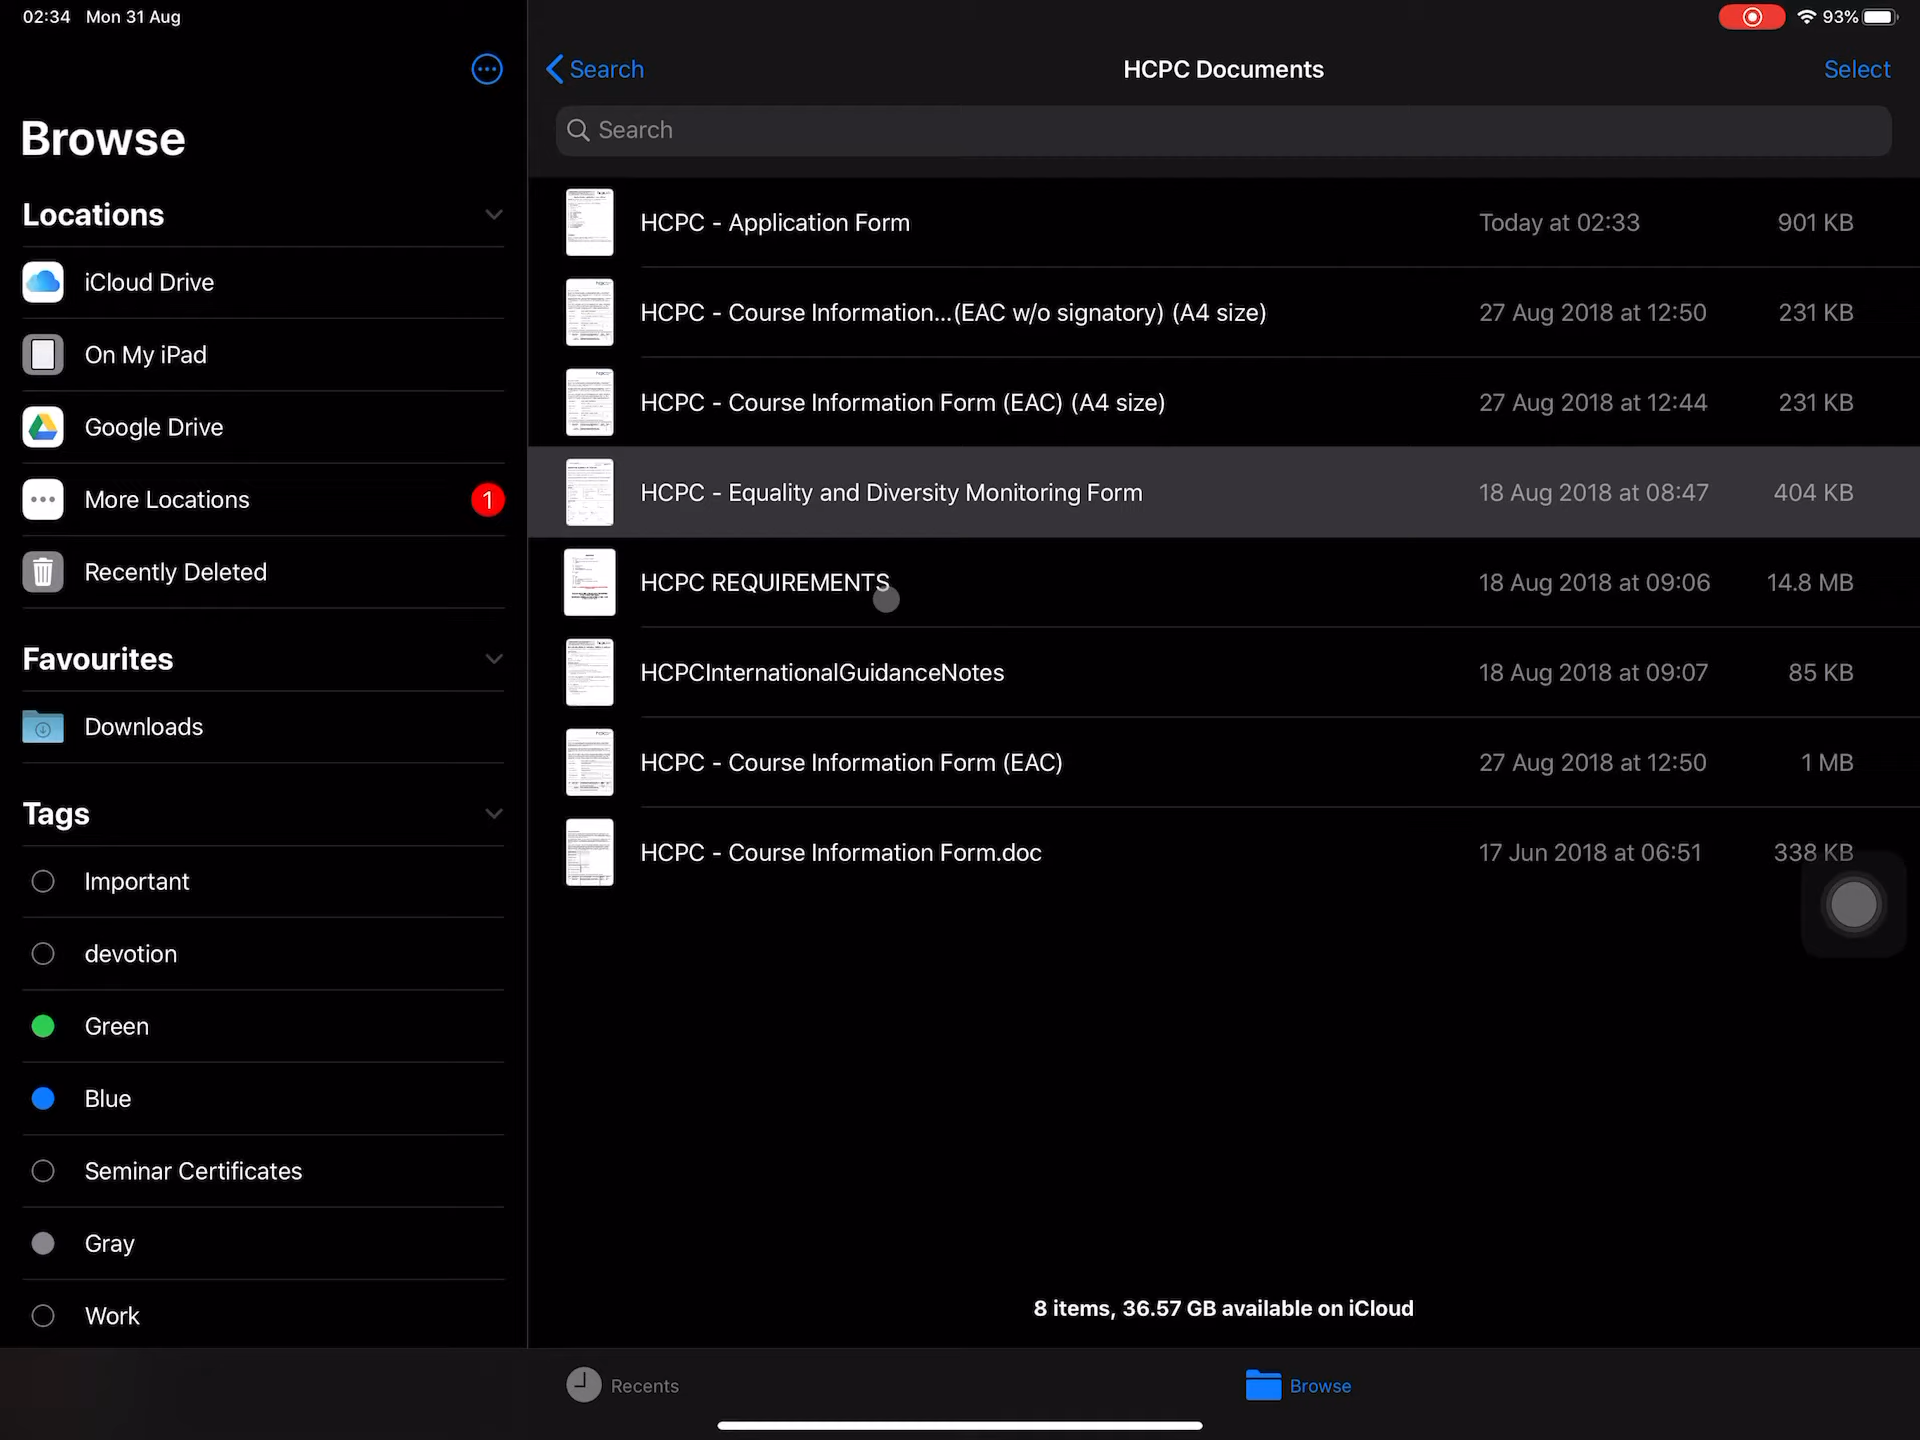 02:34 Mon 31 Aug
93%
Browse
Locations
iCloud Drive
On My iPad
Google Drive
More Locations
1
Recently Deleted
Favourites
Downloads
Tags
Important
devotion
Green
Blue
Seminar Certificates
Gray
Work
Search
HCPC Documents
Select
Search
HCPC - Application Form Today at 02:33 901 KB
HCPC - Course Information...(EAC w/o signatory) (A4 size) 27 Aug 2018 at 12:50 231 KB
HCPC - Course Information Form (EAC) (A4 size) 27 Aug 2018 at 12:44 231 KB
HCPC - Equality and Diversity Monitoring Form 18 Aug 2018 at 08:47 404 KB
HCPC REQUIREMENTS 18 Aug 2018 at 09:06 14.8 MB
HCPCInternationalGuidanceNotes 18 Aug 2018 at 09:07 85 KB
HCPC - Course Information Form (EAC) 27 Aug 2018 at 12:50 1 MB
HCPC - Course Information Form.doc 17 Jun 2018 at 06:51 338 KB
8 items, 36.57 GB available on iCloud
Recents
Browse